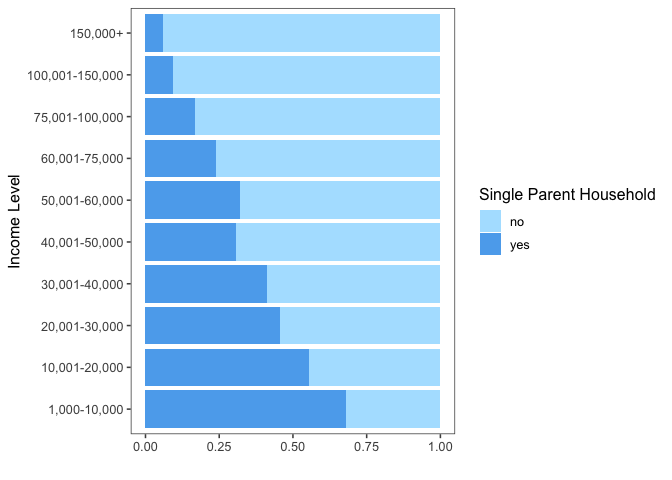 150,000+
100,001-150,000
75,001-100,000
60,001-75,000
50,001-60,000
40,001-50,000
30,001-40,000
20,001-30,000
10,001-20,000
1,000-10,000
Income Level
0.00 0.25 0.50 0.75 1.00
Single Parent Household
no
yes